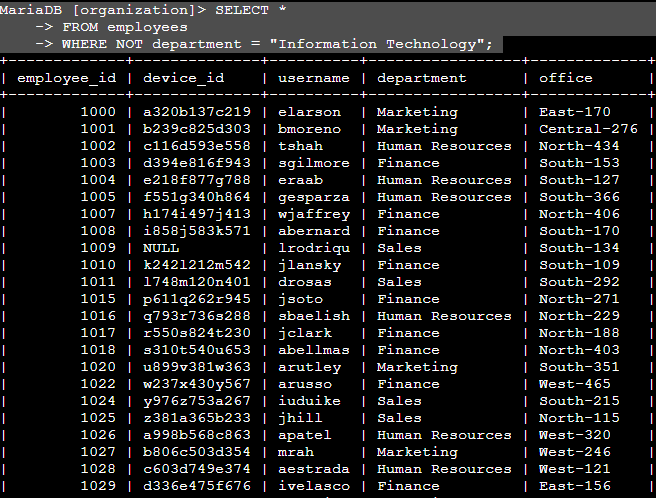 MariaDB [organization]> SELECT *
    -> FROM employees
    -> WHERE NOT department = "Information Technology";
+-------------+--------------+----------+-----------------+-------------+
| employee_id | device_id    | username | department      | office      |
+-------------+--------------+----------+-----------------+-------------+
|        1000 | a320b137c219 | elarson  | Marketing       | East-170    |
|        1001 | b239c825d303 | bmoreno  | Marketing       | Central-276 |
|        1002 | c116d593e558 | tshah    | Human Resources | North-434   |
|        1003 | d394e816f943 | sgilmore | Finance         | South-153   |
|        1004 | e218f877g788 | eraab    | Human Resources | South-127   |
|        1005 | f551g340h864 | gesparza | Human Resources | South-366   |
|        1007 | h174i497j413 | wjaffrey | Finance         | North-406   |
|        1008 | i858j583k571 | abernard | Finance         | South-170   |
|        1009 | NULL         | lrodriqu | Sales           | South-134   |
|        1010 | k242l212m542 | jlansky  | Finance         | South-109   |
|        1011 | l748m120n401 | drosas   | Sales           | South-292   |
|        1015 | p611q262r945 | jsoto    | Finance         | North-271   |
|        1016 | q793r736s288 | sbaelish | Human Resources | North-229   |
|        1017 | r550s824t230 | jclark   | Finance         | North-188   |
|        1018 | s310t540u653 | abellmas | Finance         | North-403   |
|        1020 | u899v381w363 | arutley  | Marketing       | South-351   |
|        1022 | w237x430y567 | arusso   | Finance         | West-465    |
|        1024 | y976z753a267 | iuduike  | Sales           | South-215   |
|        1025 | z381a365b233 | jhill    | Sales           | North-115   |
|        1026 | a998b568c863 | apatel   | Human Resources | West-320    |
|        1027 | b806c503d354 | mrah     | Marketing       | West-246    |
|        1028 | c603d749e374 | aestrada | Human Resources | West-121    |
|        1029 | d336e475f676 | ivelasco | Finance         | East-156    |